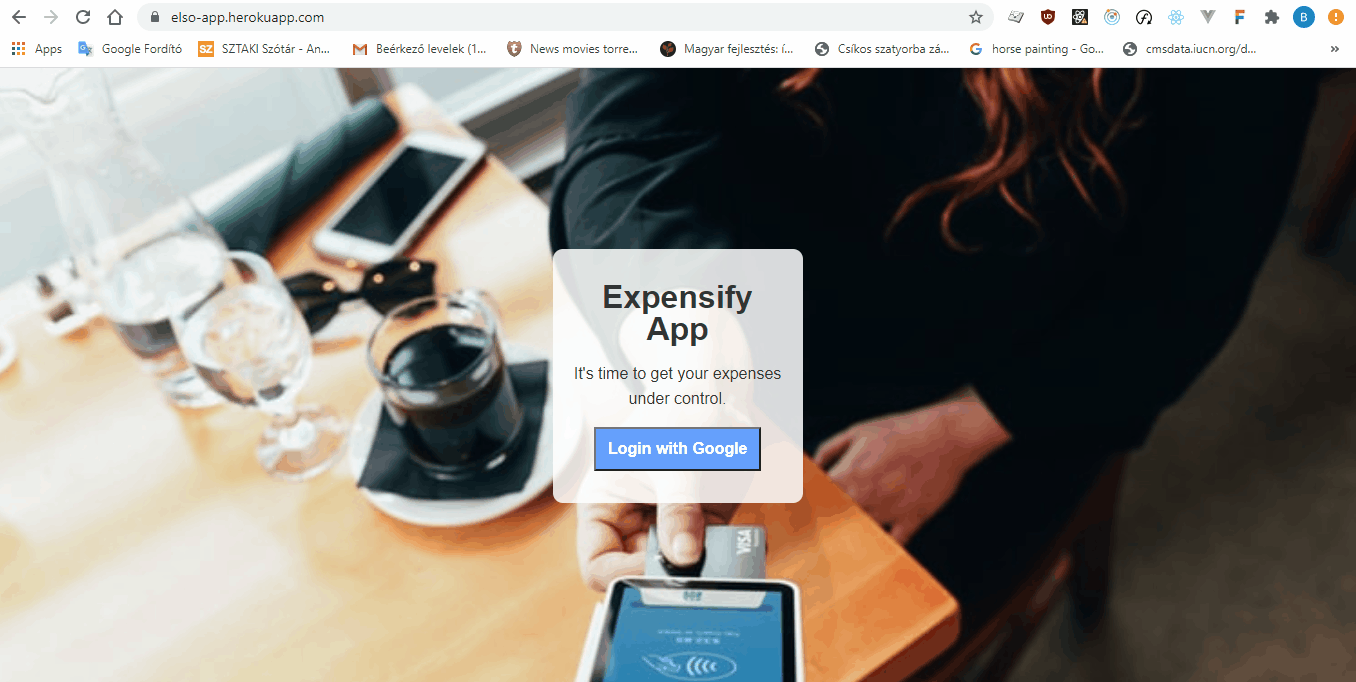 elso-app.herokuapp.com
Apps
Google Fordító
SZTAKI Szótár - An...
Beérkező levelek (1...
News movies torre...
Magyar fejlesztés: í...
Csíkos szatyorba zá...
horse painting - Go...
cmsdata.iucn.org/d...
»
B
Expensify
App
It's time to get your expenses
under control.
Login with Google
VISA